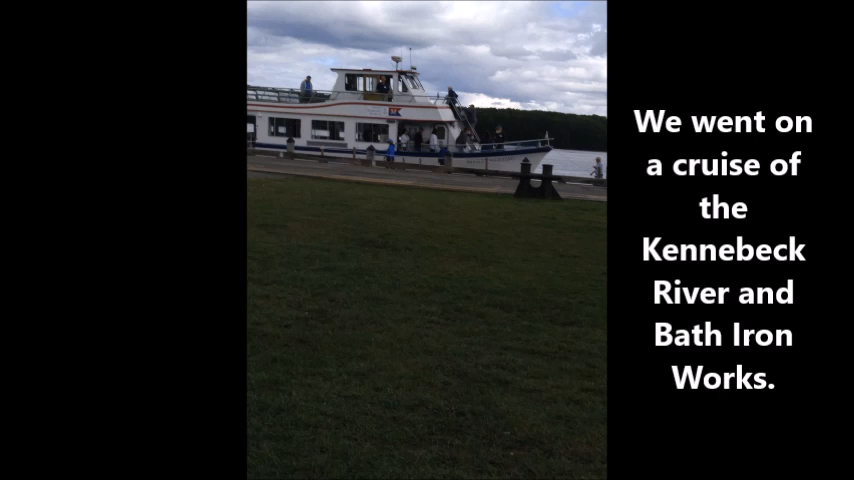 We went on
a cruise of
the
Kennebeck
River and
Bath Iron
Works.